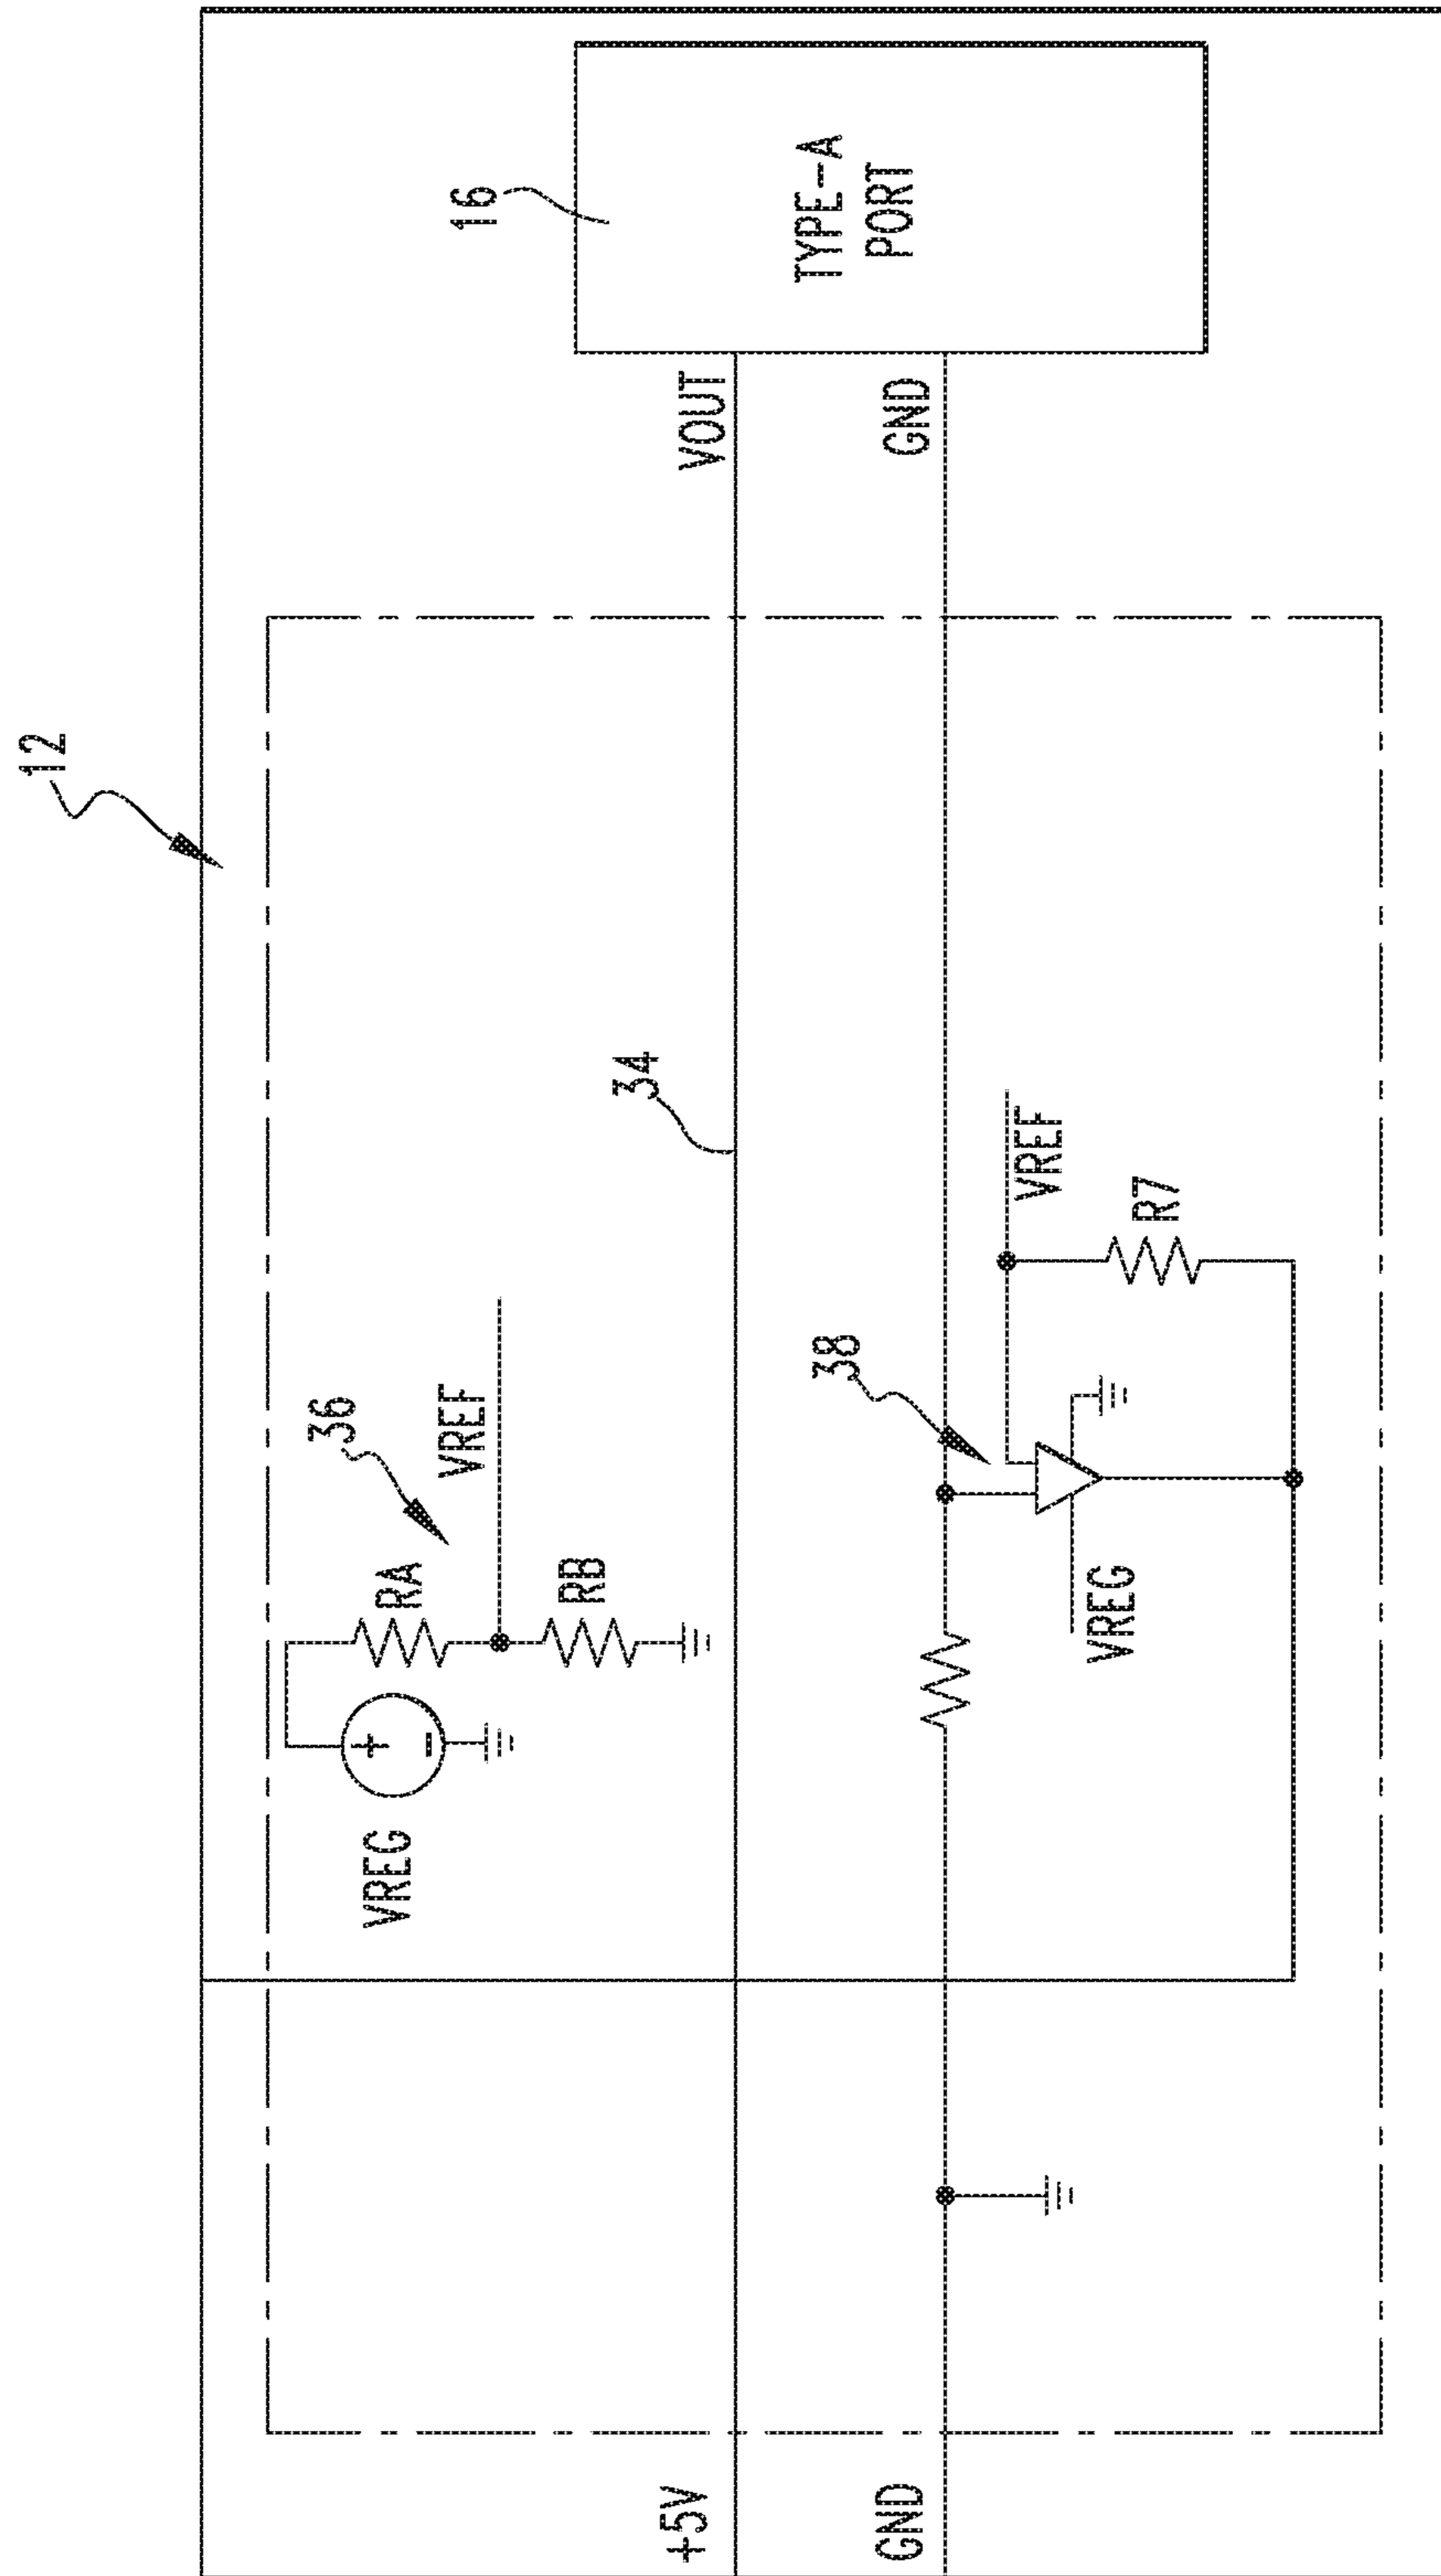 12
16
TYPE-A
PORT
VOUT
GND
34
36
VREF
RA
RB
VREG
+5V
GND
38
VREF
R7
VREG